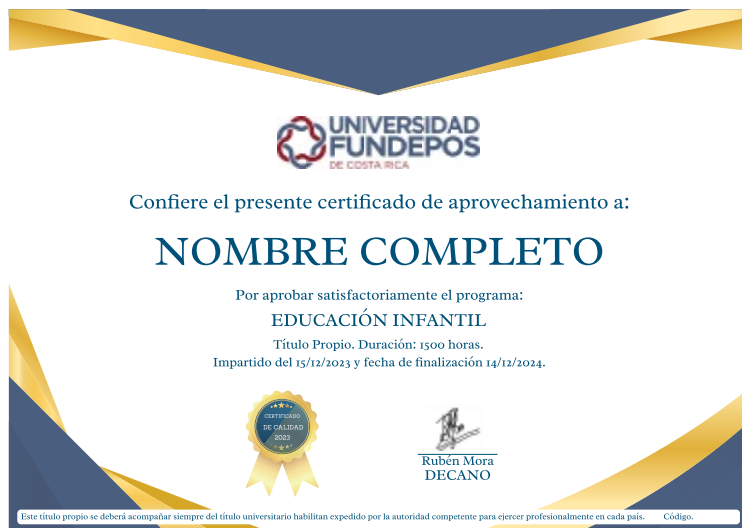 UNIVERSIDAD
FUNDEPOS
DE COSTA RICA
Confiere el presente certificado de aprovechamiento a:
NOMBRE COMPLETO
Por aprobar satisfactoriamente el programa:
EDUCACIÓN INFANTIL
Título Propio. Duración: 1500 horas.
Impartido del 15/12/2023 y fecha de finalización 14/12/2024.
CERTIFICADO
DE CALIDAD
2023
Rubén Mora
DECANO
Este título propio se deberá acompañar siempre del título universitario habilitan expedido por la autoridad competente para ejercer profesionalmente en cada país. Código.